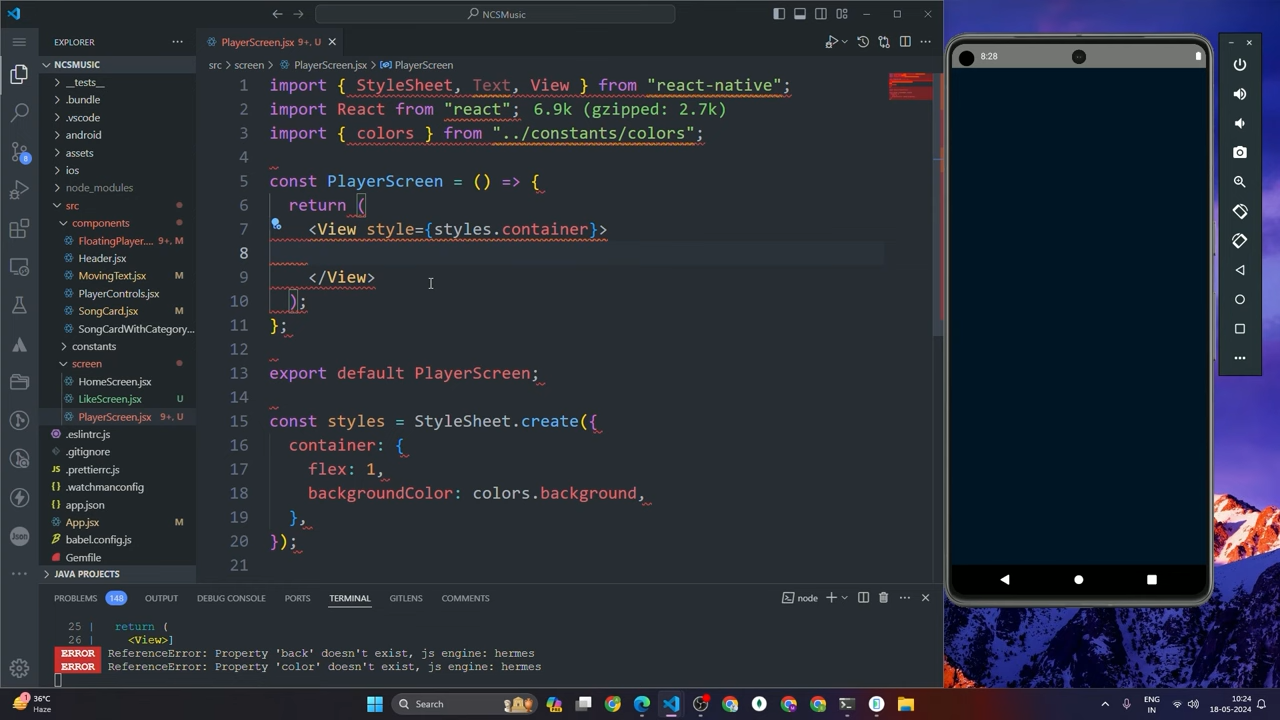 NCSMusic
EXPLORER
NCSMUSIC
__tests__
.bundle
.vscode
android
assets
ios
node_modules
src
components
FloatingPlayer.... 9+, M
Header.jsx
MovingText.jsx M
PlayerControls.jsx
SongCard.jsx M
SongCardWithCategory...
constants
screen
HomeScreen.jsx
LikeScreen.jsx U
PlayerScreen.jsx 9+, U
.eslintrc.js
.gitignore
.prettierrc.js
.watchmanconfig
app.json
App.jsx M
babel.config.js
Gemfile
JAVA PROJECTS
PlayerScreen.jsx 9+, U
src > screen > PlayerScreen.jsx > PlayerScreen
1 import { StyleSheet, Text, View } from "react-native";
2 import React from "react"; 6.9k (gzipped: 2.7k)
3 import { colors } from "../constants/colors";
4
5 const PlayerScreen = () => {
6 return (
7 <View style={styles.container}>
8
9 </View>
10 );
11 };
12
13 export default PlayerScreen;
14
15 const styles = StyleSheet.create({
16 container: {
17 flex: 1,
18 backgroundColor: colors.background,
19 },
20 });
21
PROBLEMS 148 OUTPUT DEBUG CONSOLE PORTS TERMINAL GITLENS COMMENTS
node
25 | return (
26 | <View>]
ERROR ReferenceError: Property 'back' doesn't exist, js engine: hermes
ERROR ReferenceError: Property 'color' doesn't exist, js engine: hermes
8:28
36°C
Haze
Search
ENG
IN
10:24
18-05-2024